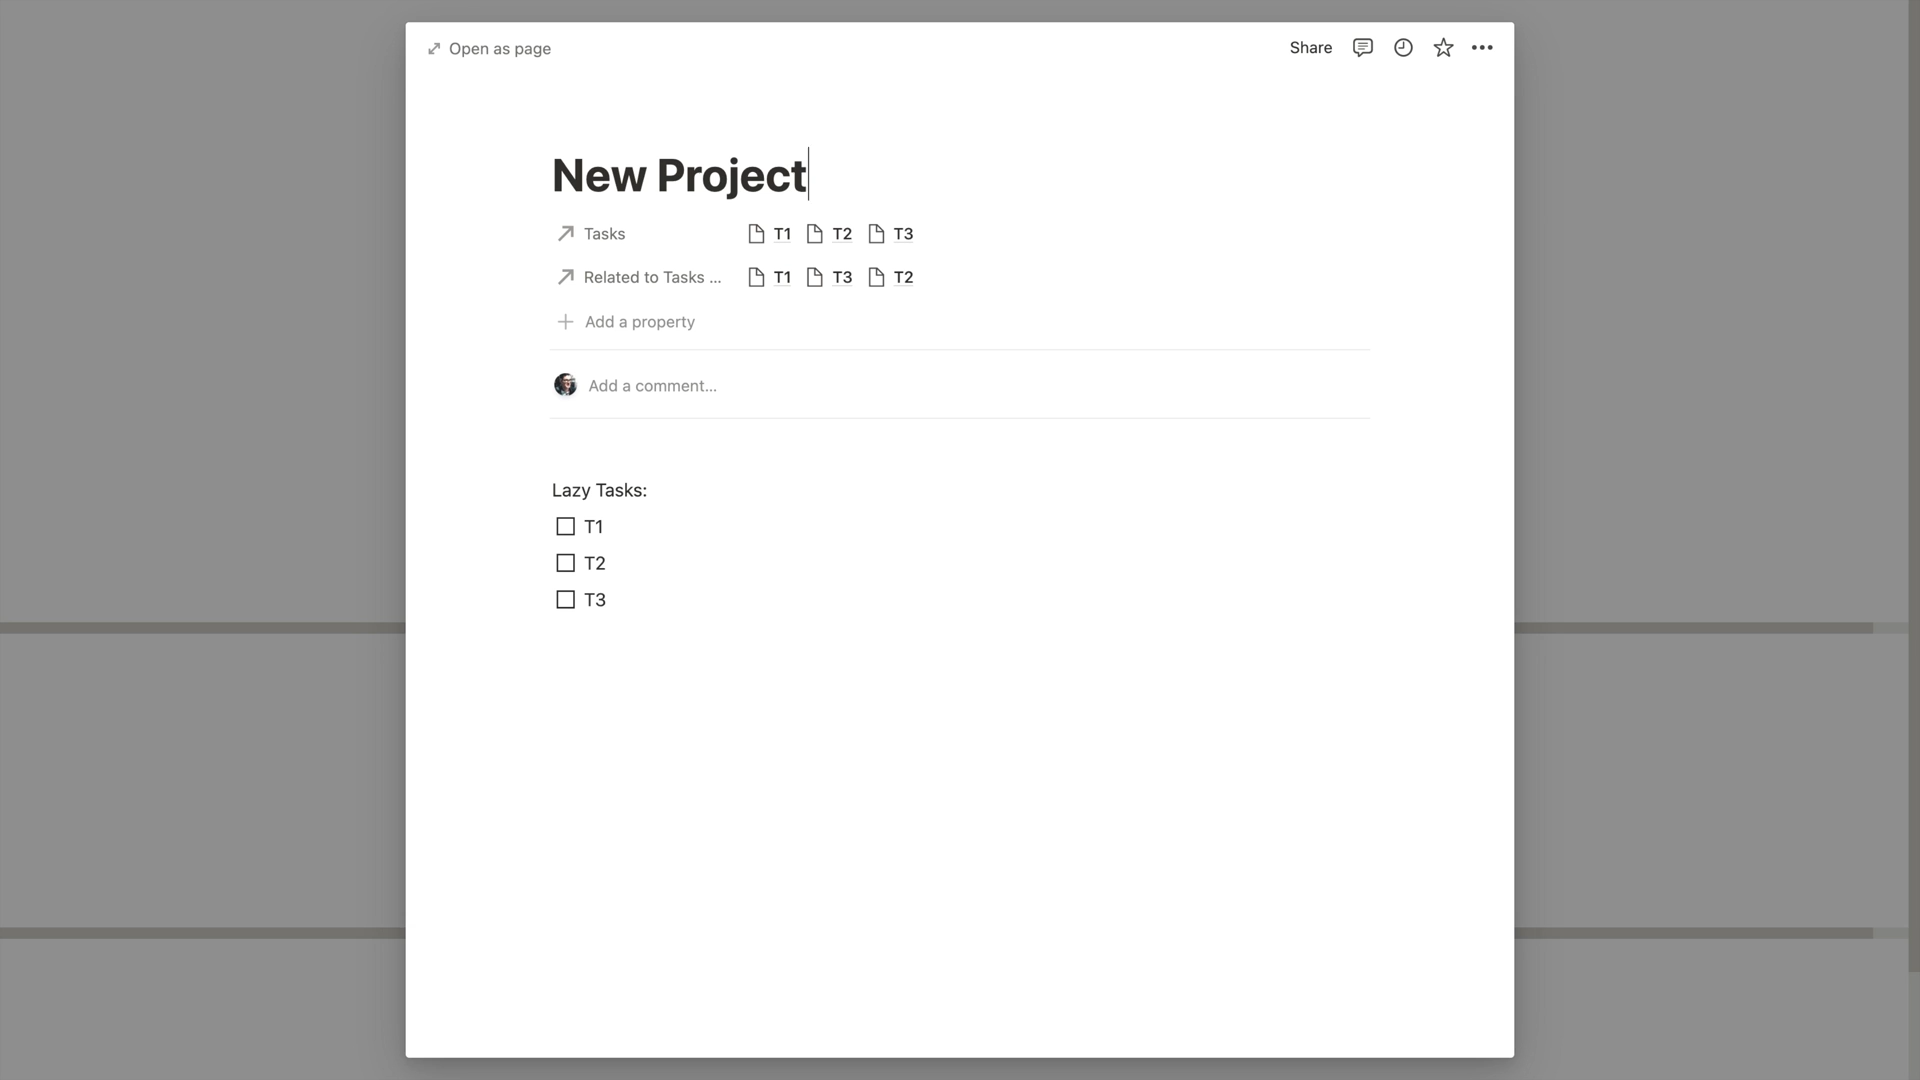 Open as page
Share
New Project
Tasks T1 T2 T3
Related to Tasks ... T1 T3 T2
Add a property
Add a comment...
Lazy Tasks:
T1
T2
T3